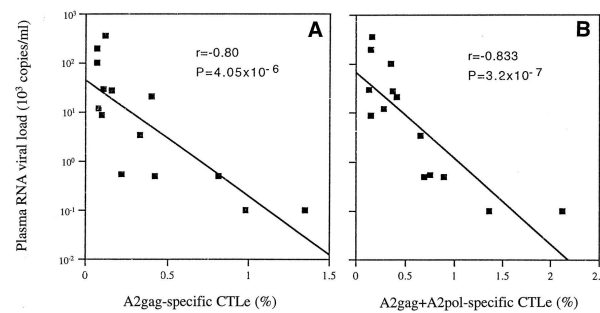 Plasma RNA viral load (10³ copies/ml)
10³
10²
10¹
10⁰
10⁻¹
10⁻²
A
r=-0.80
P=4.05x10⁻⁶
0
0.5
1
1.5
A2gag-specific CTLe (%)
B
r=-0.833
P=3.2x10⁻⁷
0
0.5
1
1.5
2
2.
A2gag+A2pol-specific CTLe (%)